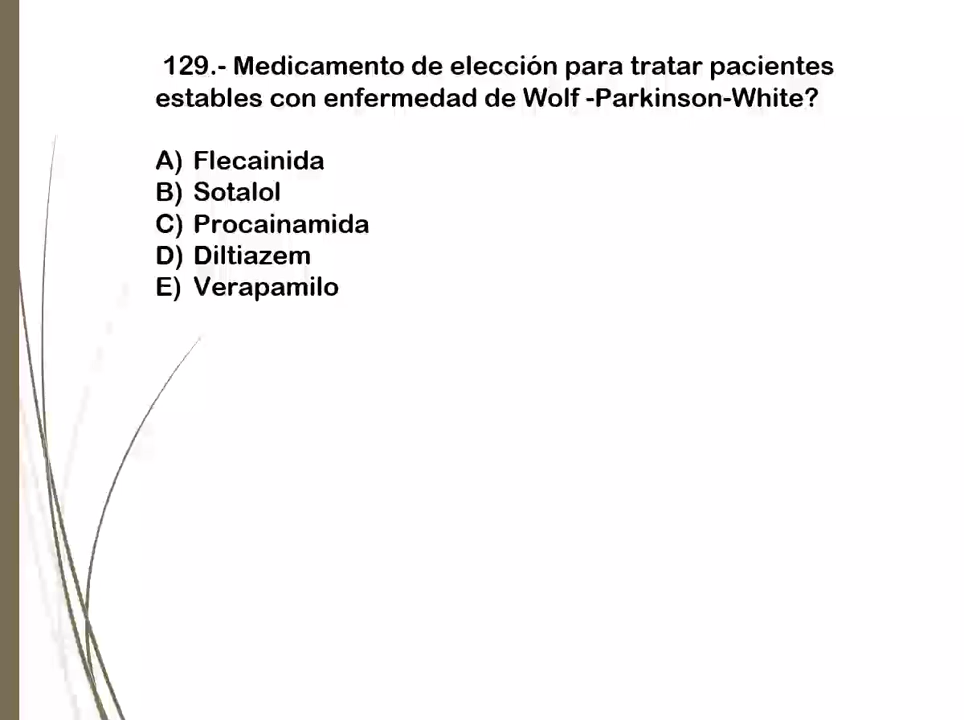 129.- Medicamento de elección para tratar pacientes
estables con enfermedad de Wolf -Parkinson-White?
A) Flecainida
B) Sotalol
C) Procainamida
D) Diltiazem
E) Verapamilo